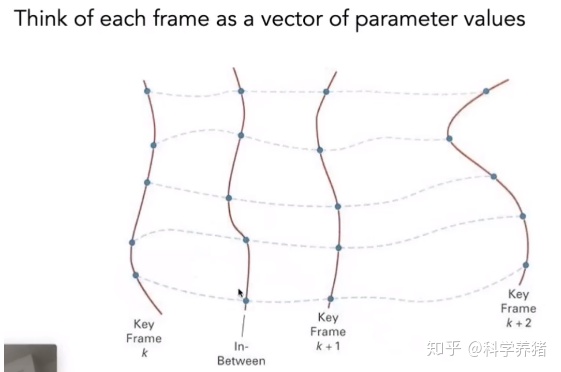 Think of each frame as a vector of parameter values
Key
Frame
k
In-
Between
Key
Frame
k + 1
Key
Frame
k + 2
知乎 @科学养猪